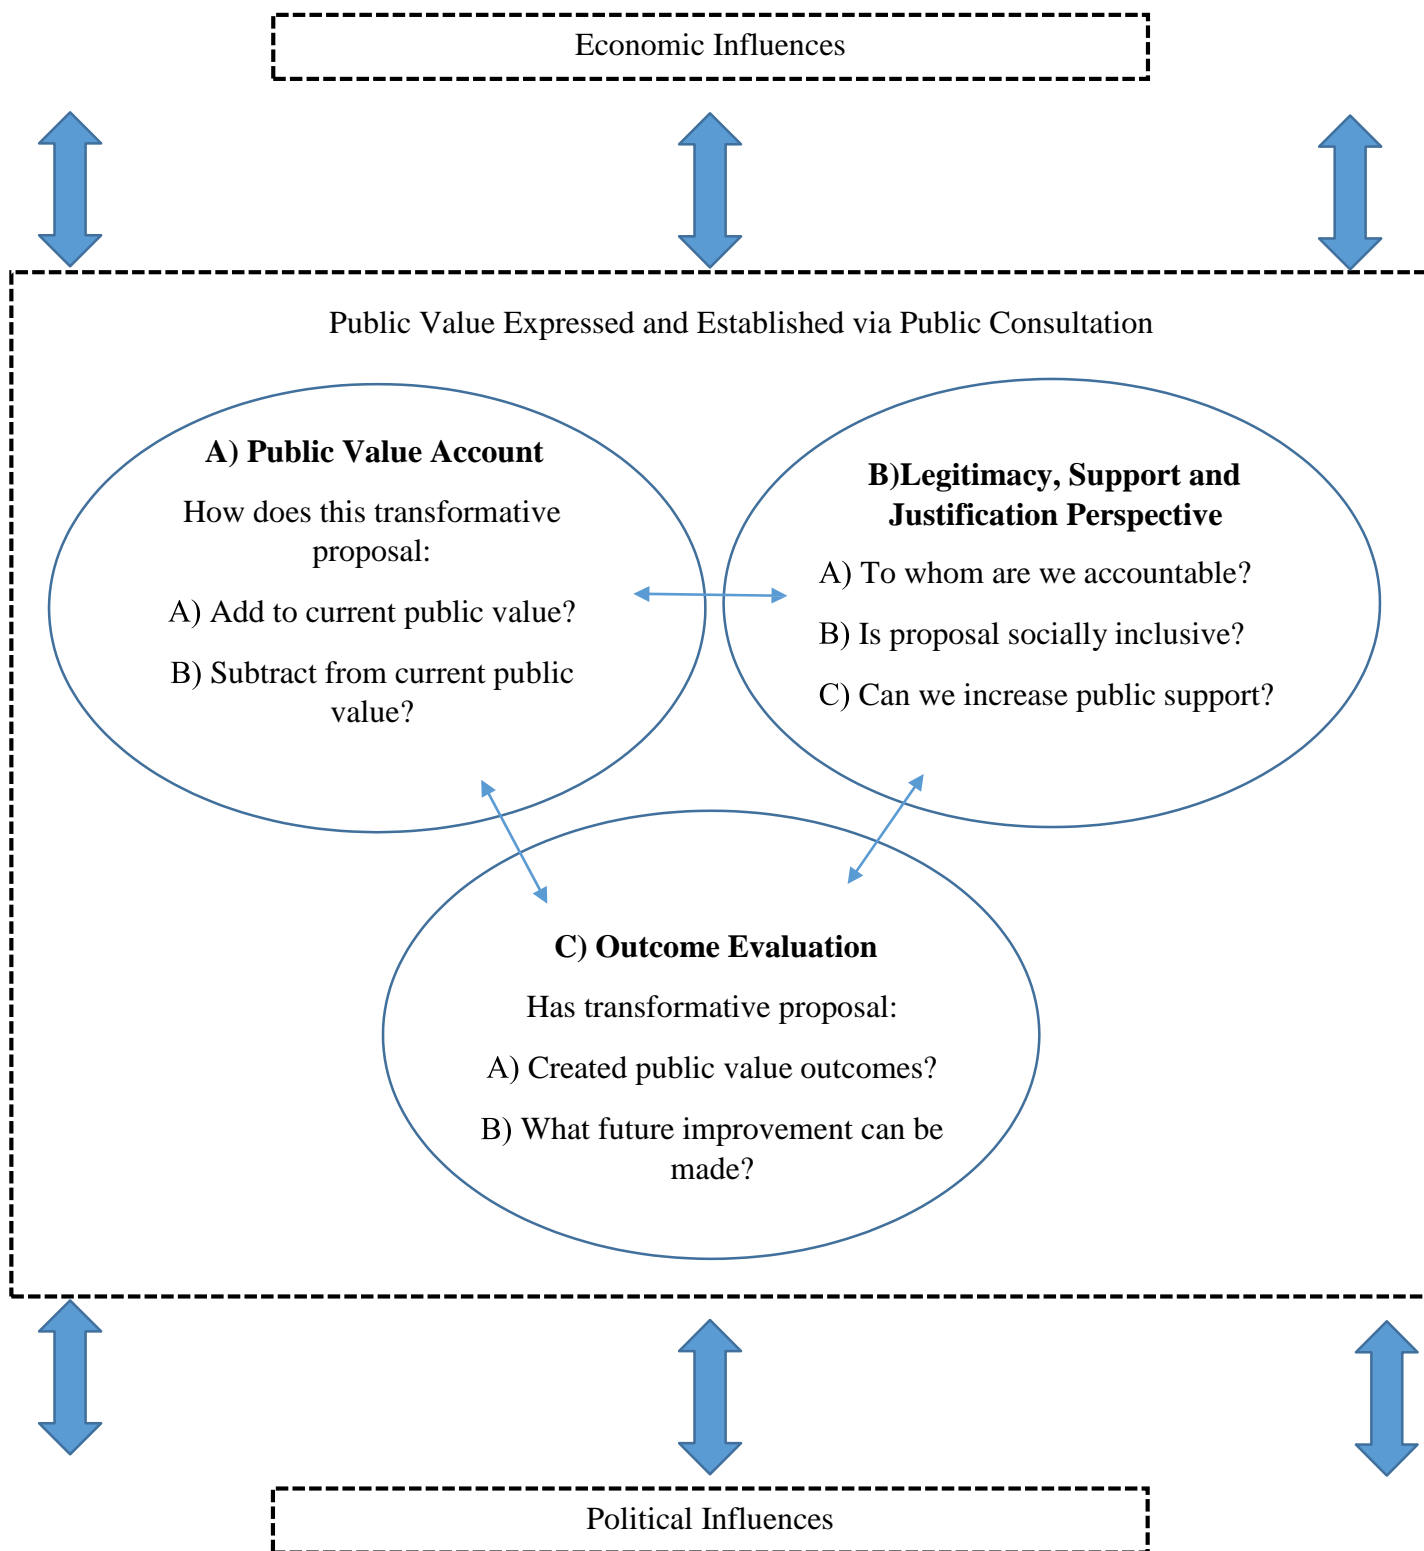 Economic Influences
Public Value Expressed and Established via Public Consultation
A) Public Value Account
How does this transformative
proposal:
A) Add to current public value?
B) Subtract from current public
value?
B)Legitimacy, Support and
Justification Perspective
A) To whom are we accountable?
B) Is proposal socially inclusive?
C) Can we increase public support?
C) Outcome Evaluation
Has transformative proposal:
A) Created public value outcomes?
B) What future improvement can be
made?
Political Influences